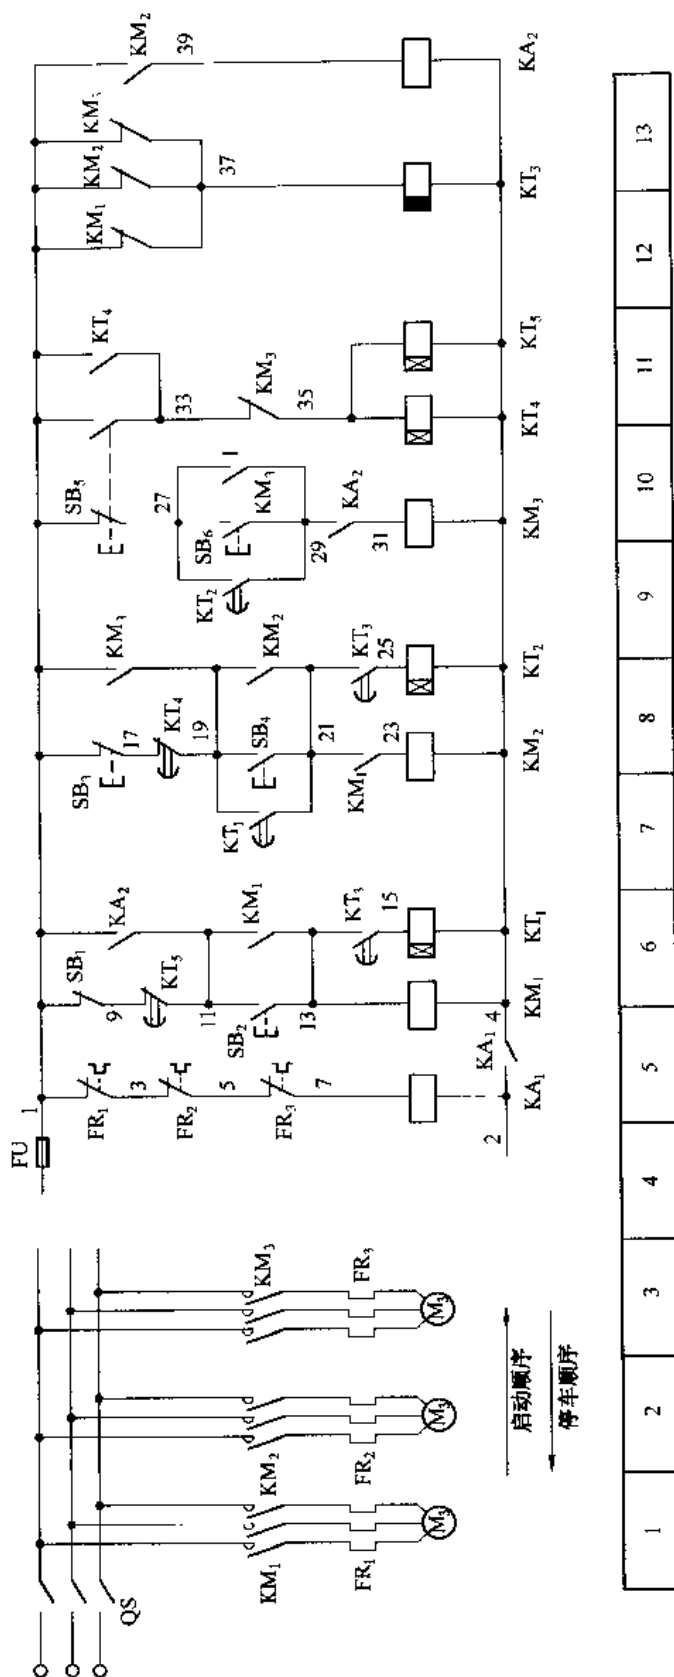 QS
KM₁
KM₂
KM₃
FR₁
FR₂
FR₃
M₃
M₃
M₃
启动顺序
停车顺序
FU
1
FR₁
3
FR₂
5
FR₃
7
2
KA₁
KA₁
4
SB₁
9
KT₅
11
SB₂
13
KM₁
KA₂
KM₁
KT₃
15
KT₁
SB₃
17
KT₄
19
KT₁
SB₄
21
KM₁
23
KM₂
KM₃
KM₂
KT₃
25
KT₂
SB₅
27
KT₂
SB₆
KM₃
1
29
KA₂
31
KM₃
KT₄
33
KM₃
35
KT₄
KT₅
KM₁
KM₂
KM₃
37
KT₃
KM₂
39
KA₂
1 2 3 4 5 6 7 8 9 10 11 12 13